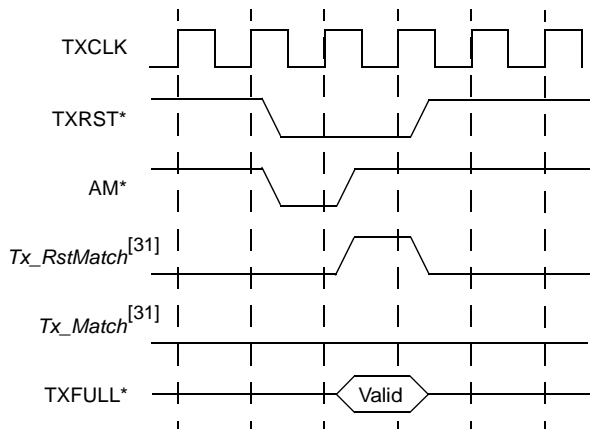 TXCLK
TXRST*
AM*
Tx_RstMatch[31]
Tx_Match[31]
TXFULL* Valid